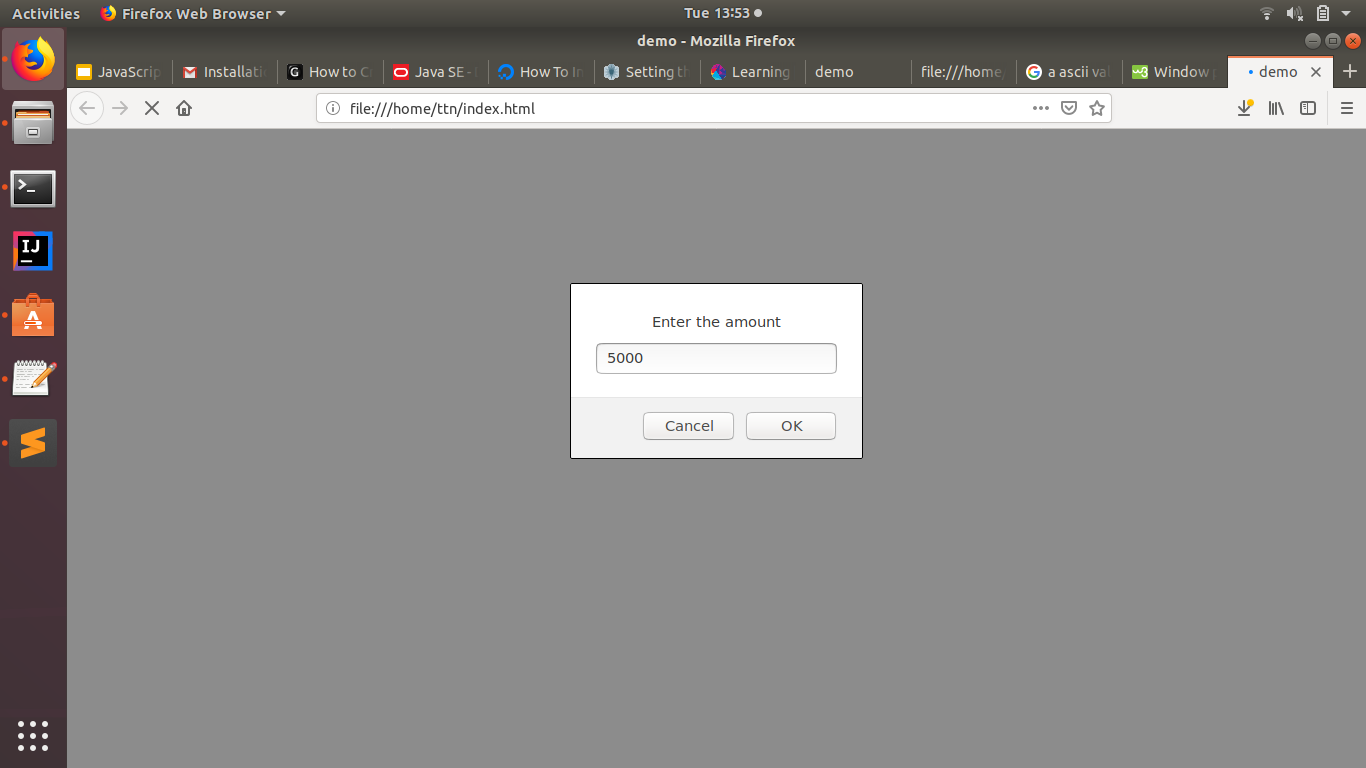 Activities Firefox Web Browser Tue 13:53
demo - Mozilla Firefox
JavaScrip Installati How to C Java SE - How To In Setting th Learning demo file:///home a ascii val Window p demo
file:///home/ttn/index.html
Enter the amount
5000
Cancel OK
IJ
A